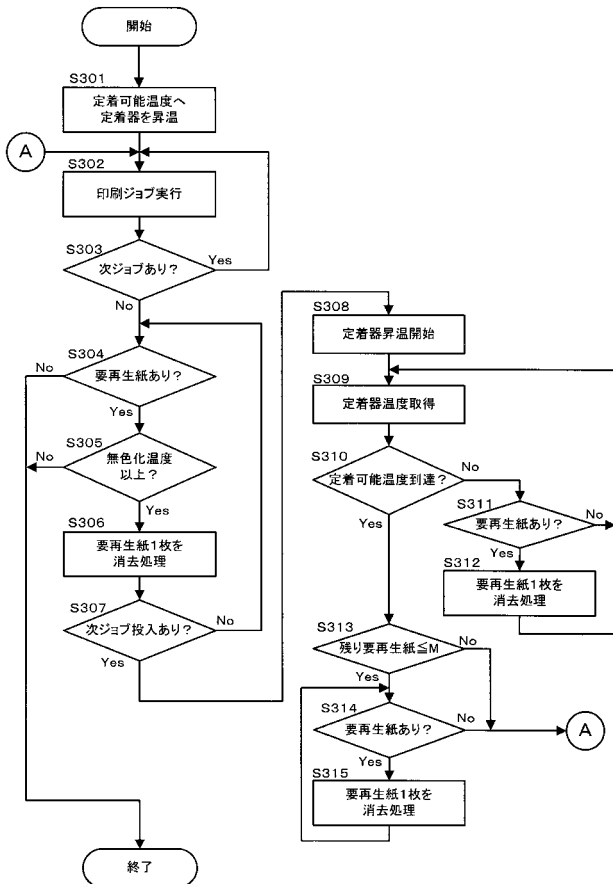 開始
S301
定着可能温度へ
定着器を昇温
A
S302
印刷ジョブ実行
S303
次ジョブあり?
Yes
No
S304
要再生紙あり?
No
Yes
S305
無色化温度
以上?
No
Yes
S306
要再生紙1枚を
消去処理
S307
次ジョブ投入あり?
No
Yes
S308
定着器昇温開始
S309
定着器温度取得
S310
定着可能温度到達?
No
Yes
S311
要再生紙あり?
No
Yes
S312
要再生紙1枚を
消去処理
S313
残り要再生紙≦M
No
Yes
S314
要再生紙あり?
No
A
Yes
S315
要再生紙1枚を
消去処理
終了